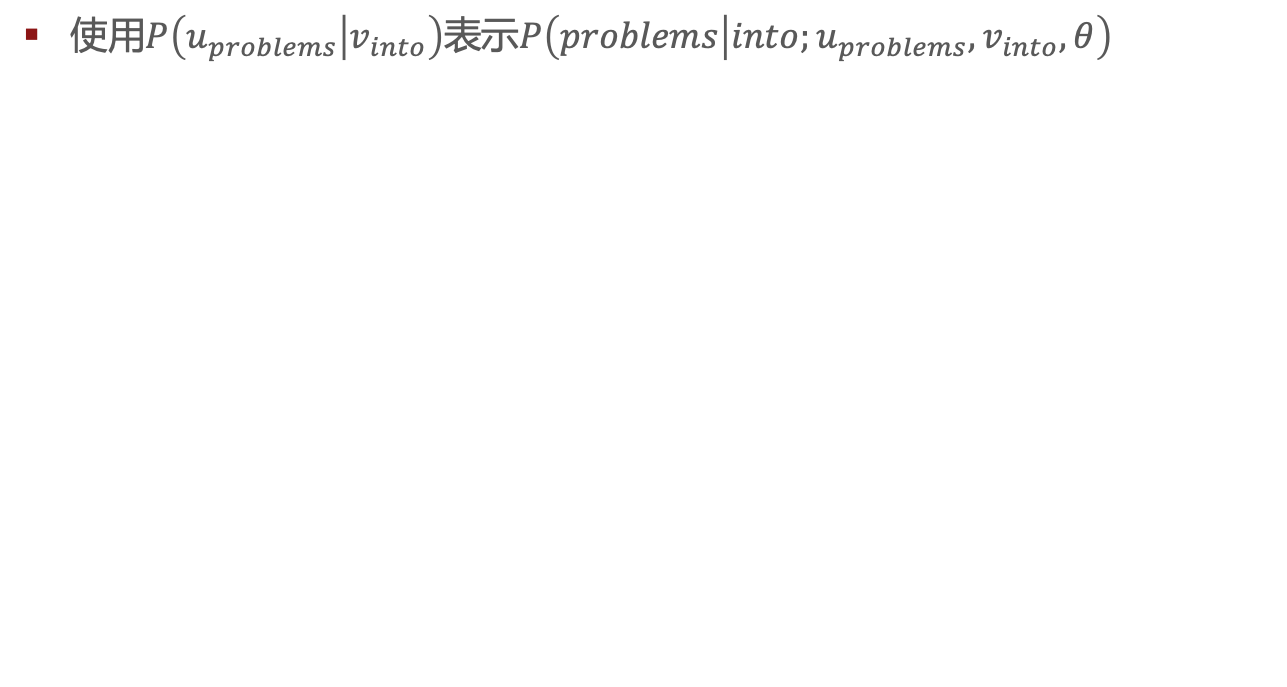 ▪ 使用P(u_problems|v_into)表示P(problems|into; u_problems, v_into, θ)